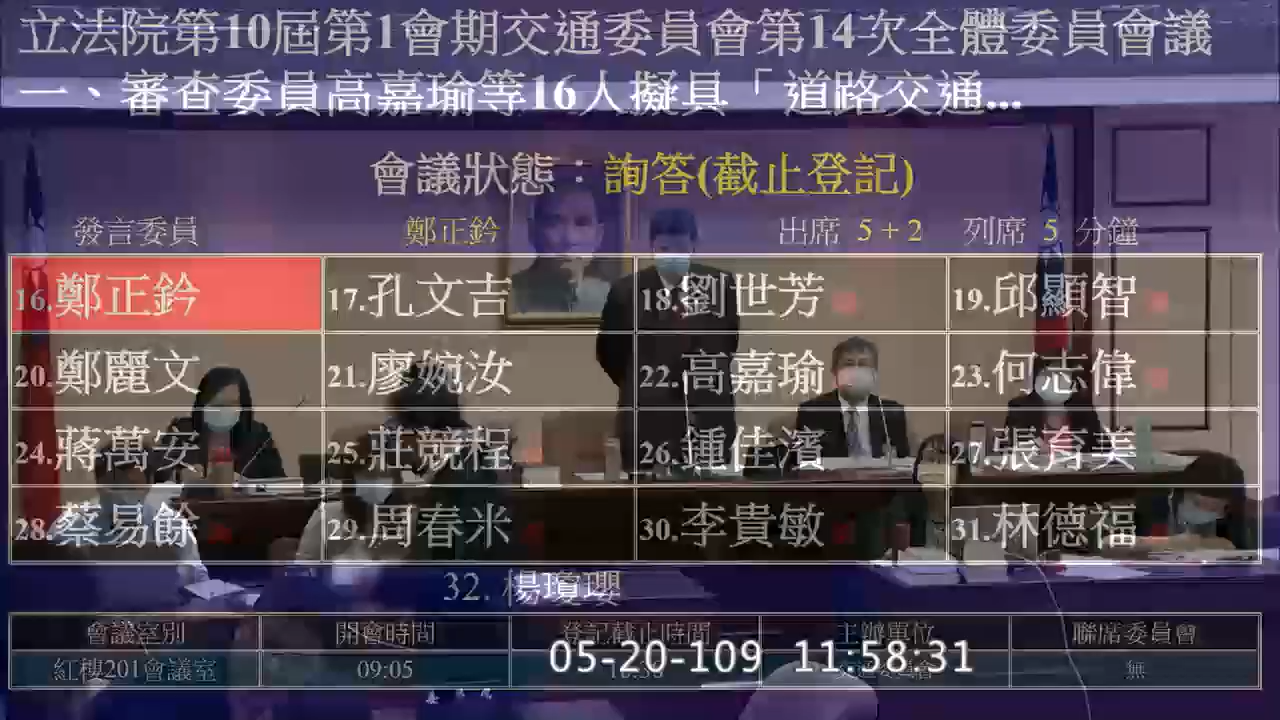 立法院第10屆第1會期交通委員會第14次全體委員會議
一、審查委員高嘉瑜等16人擬具「道路交通...
會議狀態：詢答(截止登記)
發言委員 鄭正鈐 出席 5+2 列席 5 分鐘
16.鄭正鈐 17.孔文吉 18.劉世芳 19.邱顯智
20.鄭麗文 21.廖婉汝 22.高嘉瑜 23.何志偉
24.蔣萬安 25.莊競程 26.鍾佳濱 27.張育美
28.蔡易餘 29.周春米 30.李貴敏 31.林德福
32. 楊瓊瓔
會議室別 開會時間 登記截止時間 主辦單位 聯席委員會
紅樓201會議室 09:05 無
05-20-109 11:58:31